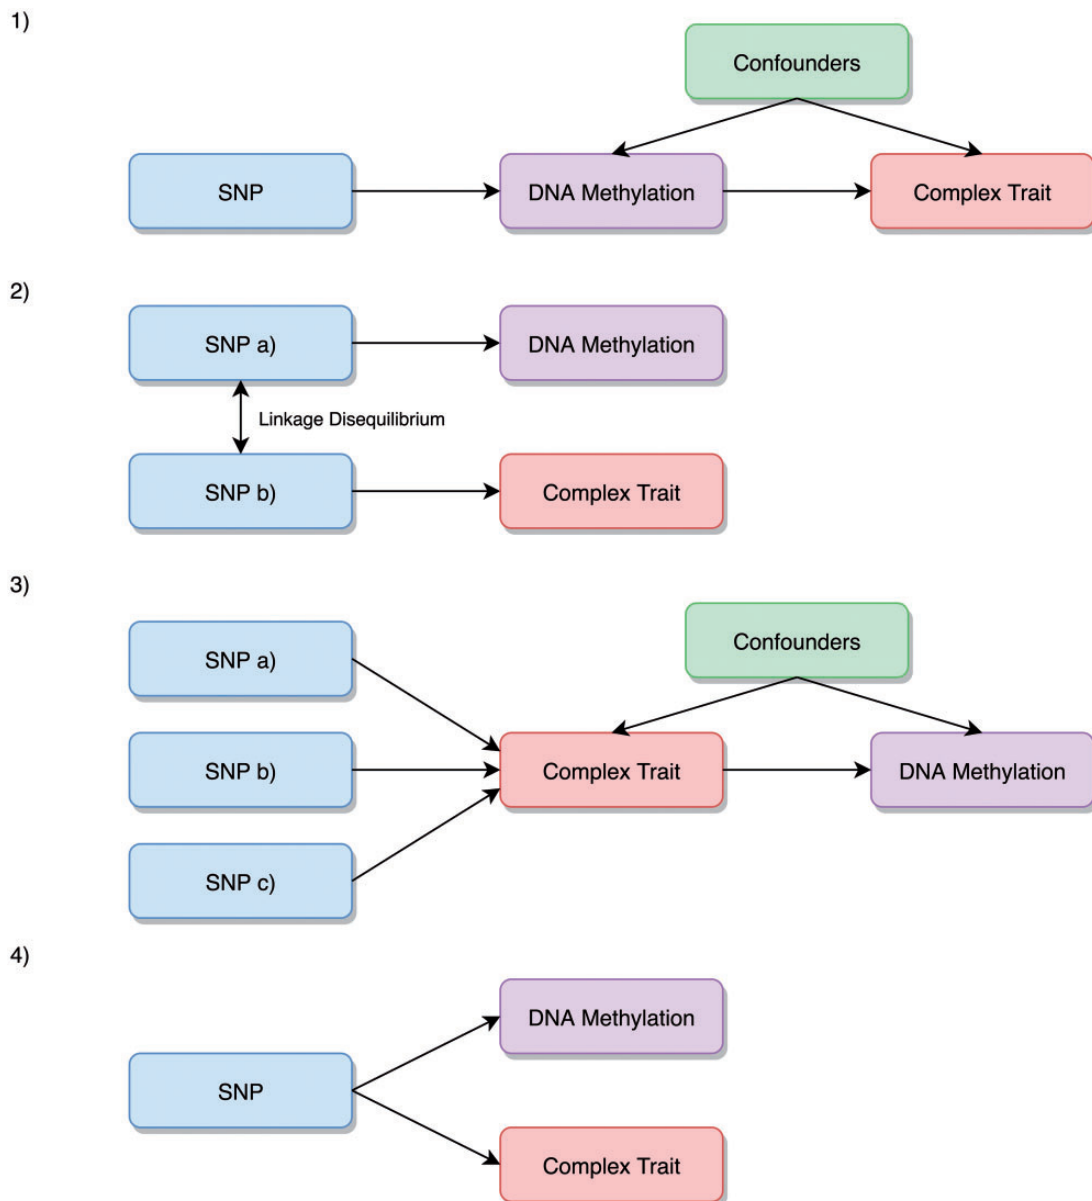 1)
Confounders
SNP
DNA Methylation
Complex Trait
2)
SNP a)
DNA Methylation
Linkage Disequilibrium
SNP b)
Complex Trait
3)
SNP a)
Confounders
SNP b)
Complex Trait
DNA Methylation
SNP c)
4)
DNA Methylation
SNP
Complex Trait